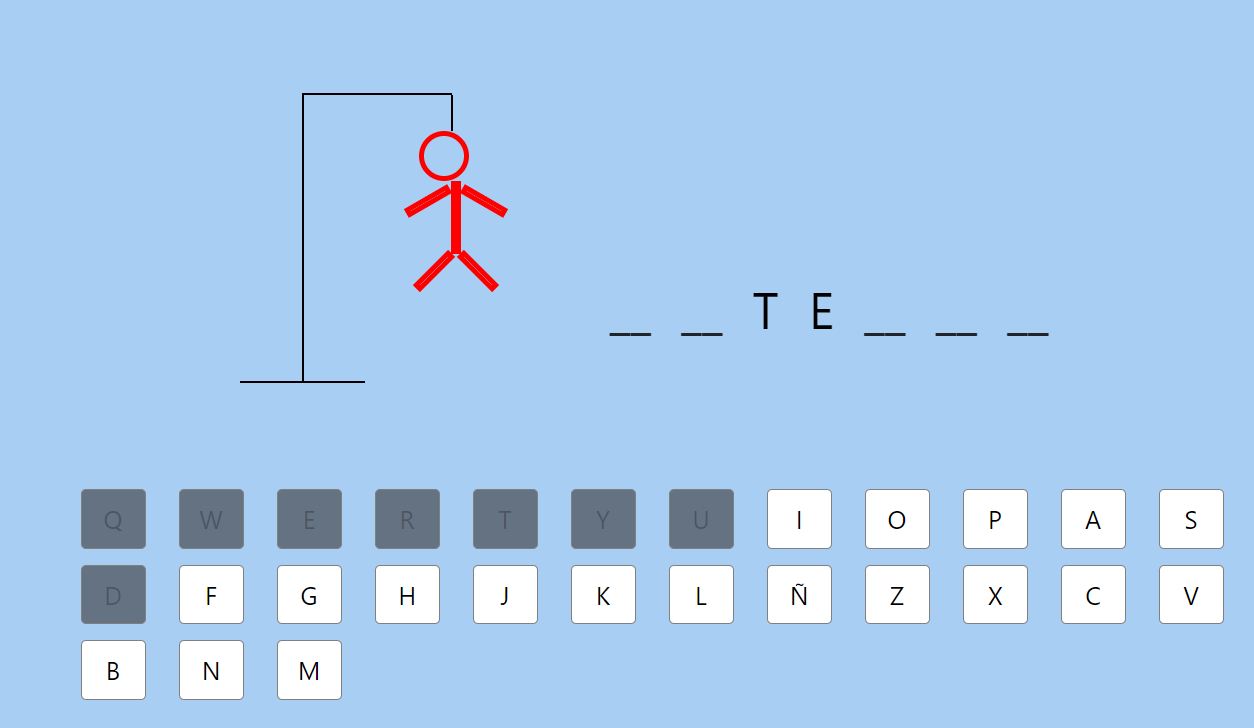 __ __ T E __ __ __
Q W E R T Y U I O P A S
D F G H J K L Ñ Z X C V
B N M